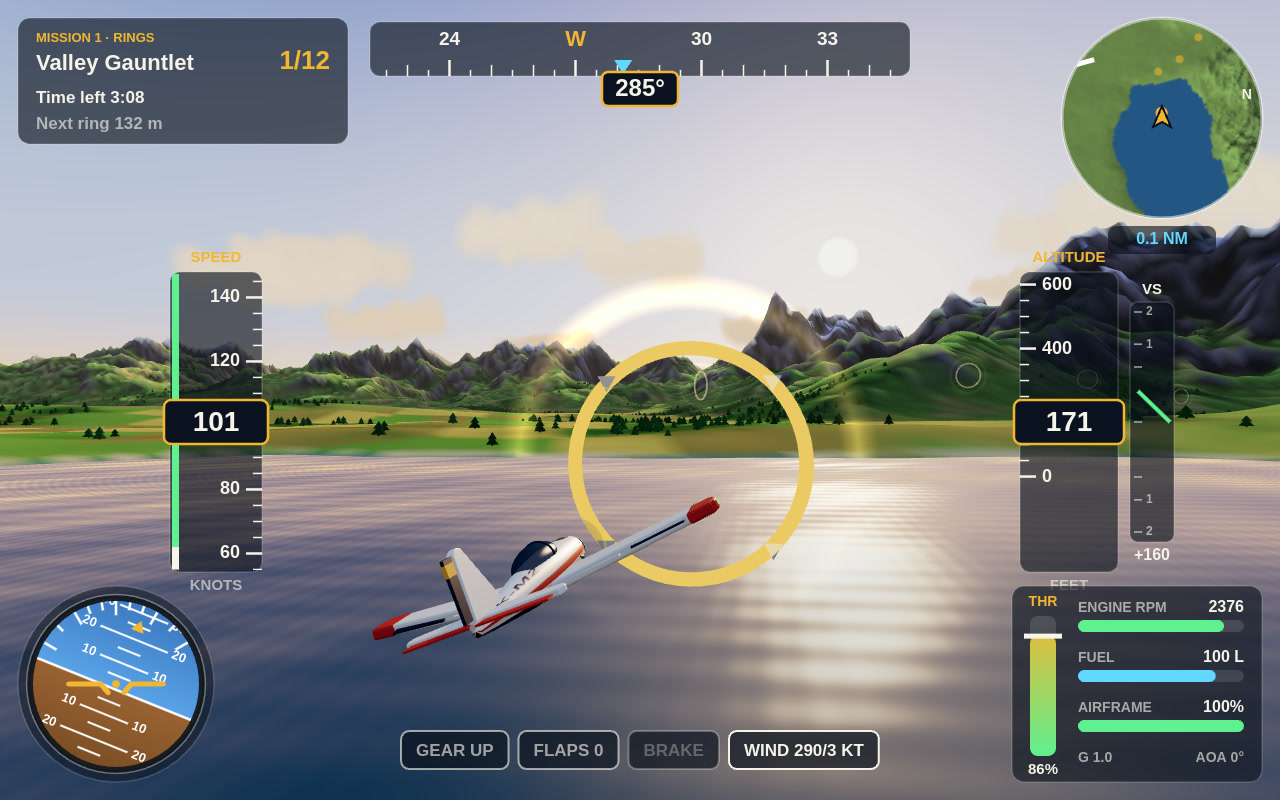 MISSION 1 · RINGS
Valley Gauntlet
1/12
Time left 3:08
Next ring 132 m
24 W 30 33
285°
N
0.1 NM
SPEED
140
120
101
80
60
KNOTS
ALTITUDE
600
400
171
0
FEET
VS
2
1
1
2
+160
20 20
10 10
10 10
20 20
GEAR UP
FLAPS 0
BRAKE
WIND 290/3 KT
THR
86%
ENGINE RPM 2376
FUEL 100 L
AIRFRAME 100%
G 1.0 AOA 0°